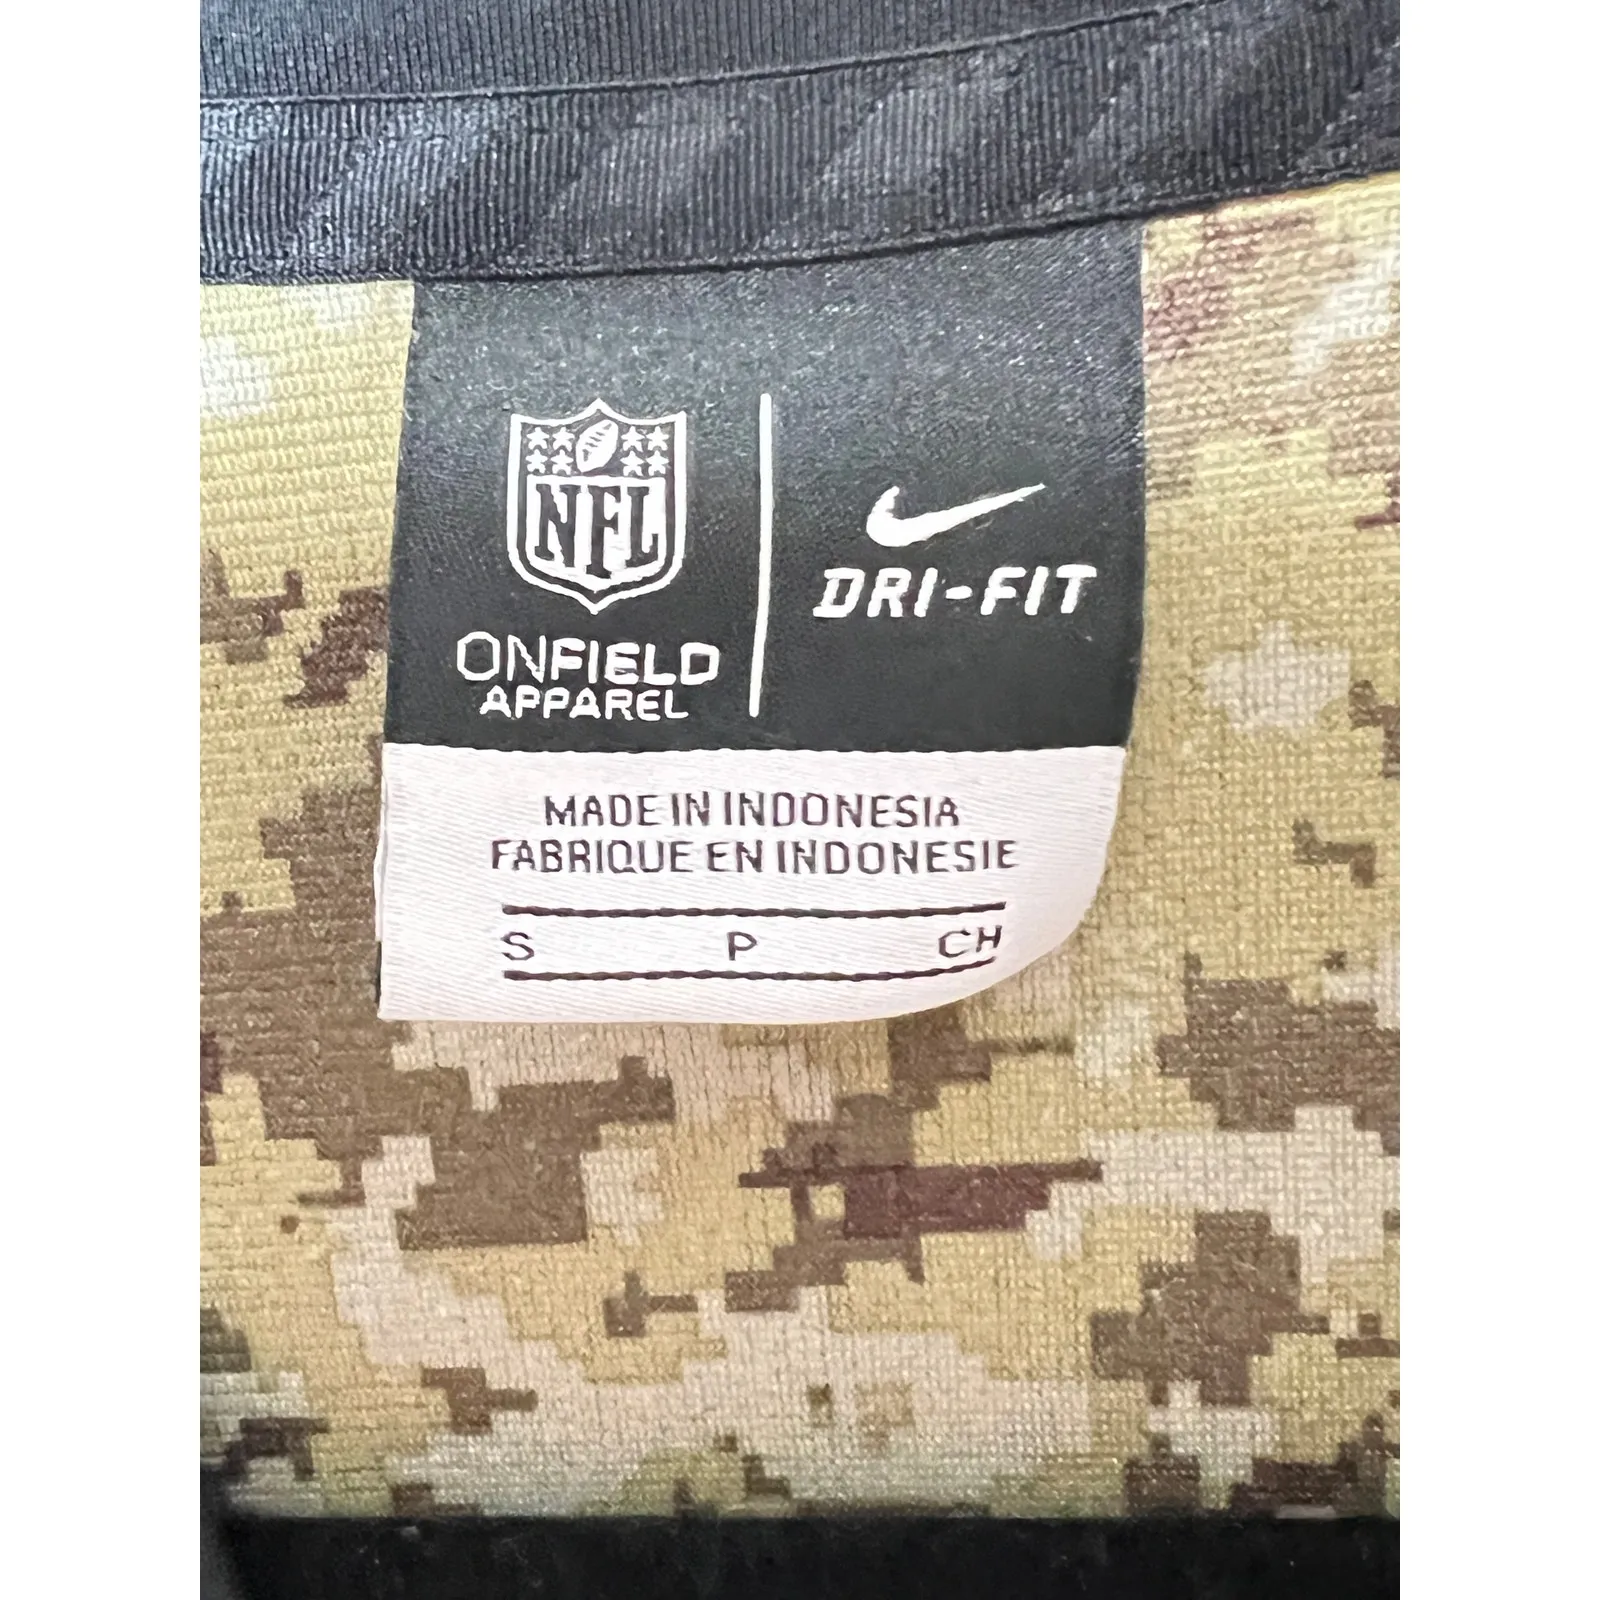 NFL
ONFIELD
APPAREL
DRI-FIT
MADE IN INDONESIA
FABRIQUE EN INDONESIE
S P CH